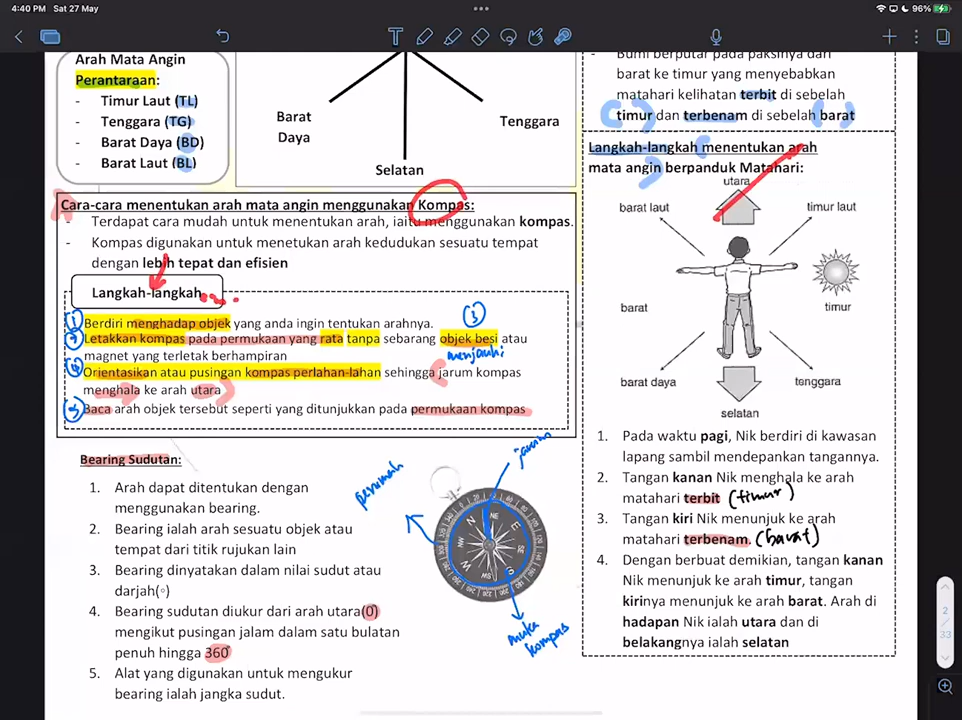 4:40 PM Sat 27 May
96%
Arah Mata Angin
Perantaraan:
- Timur Laut (TL)
- Tenggara (TG)
- Barat Daya (BD)
- Barat Laut (BL)
Barat
Daya
Tenggara
Selatan
Cara-cara menentukan arah mata angin menggunakan Kompas:
Terdapat cara mudah untuk menentukan arah, iaitu menggunakan kompas.
- Kompas digunakan untuk menetukan arah kedudukan sesuatu tempat
dengan lebih tepat dan efisien
Langkah-langkah
① Berdiri menghadap objek yang anda ingin tentukan arahnya.
③
Letakkan kompas pada permukaan yang rata tanpa sebarang objek besi atau
menjauhi
magnet yang terletak berhampiran
Orientasikan atau pusingan kompas perlahan-lahan sehingga jarum kompas
menghala ke arah utara
Baca arah objek tersebut seperti yang ditunjukkan pada permukaan kompas
Bearing Sudutan:
1. Arah dapat ditentukan dengan
menggunakan bearing.
2. Bearing ialah arah sesuatu objek atau
tempat dari titik rujukan lain
3. Bearing dinyatakan dalam nilai sudut atau
darjah(◦)
4. Bearing sudutan diukur dari arah utara(0)
mengikut pusingan jalam dalam satu bulatan
penuh hingga 360°
5. Alat yang digunakan untuk mengukur
bearing ialah jangka sudut.
perumah
jarum
N
NE
E
SE
SW
W
NW
muka
kompas
Bumi berputar pada paksinya dari
barat ke timur yang menyebabkan
matahari kelihatan terbit di sebelah
timur dan terbenam di sebelah barat
Langkah-langkah menentukan arah
mata angin berpanduk Matahari:
utara
barat laut
timur laut
barat
timur
barat daya
tenggara
selatan
1. Pada waktu pagi, Nik berdiri di kawasan
lapang sambil mendepankan tangannya.
2. Tangan kanan Nik menghala ke arah
matahari terbit (timur)
3. Tangan kiri Nik menunjuk ke arah
matahari terbenam. (barat)
4. Dengan berbuat demikian, tangan kanan
Nik menunjuk ke arah timur, tangan
kirinya menunjuk ke arah barat. Arah di
hadapan Nik ialah utara dan di
belakangnya ialah selatan
2
/
33